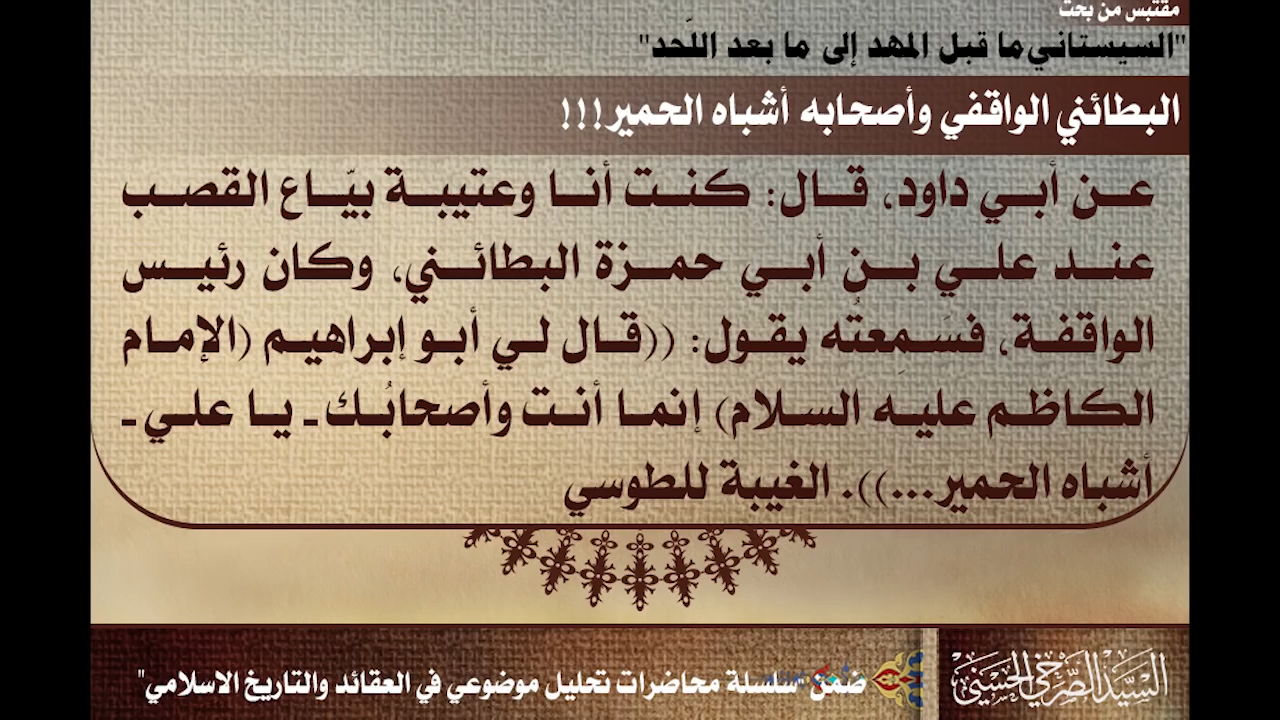 مقتبس من بحث
"السيستاني ما قبل المهد إلى ما بعد اللّحد"
البطائني الواقفي وأصحابه أشباه الحمير!!!
عن أبي داود، قال: كنت أنا وعتيبة بيّاع القصب
عند علي بن أبي حمزة البطائني، وكان رئيس
الواقفة، فسَمِعتُه يقول: ((قال لي أبو إبراهيم (الإمام
الكاظم عليه السلام) إنما أنت وأصحابُك ـ يا علي ـ
أشباه الحمير...)). الغيبة للطوسي
ضمن "سلسلة محاضرات تحليل موضوعي في العقائد والتاريخ الاسلامي"
السيد الصرخي الحسني